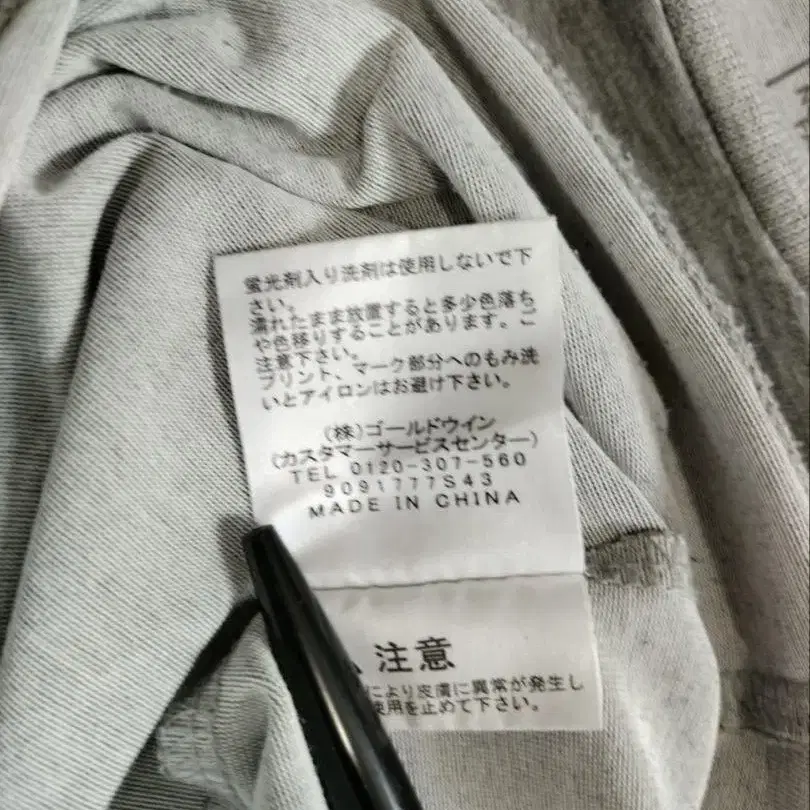 蛍光剤入り洗剤は使用しないで下
さい。
濡れたまま放置すると多少色落ち
や色移りすることがあります。ご
注意下さい。
プリント、マーク部分へのもみ洗
いとアイロンはお避け下さい。
(株)ゴールドウイン
(カスタマーサービスセンター)
TEL 0120-307-560
9091777S43
MADE IN CHINA
注意
により皮膚に異常が発生し
使用を止めて下さい。